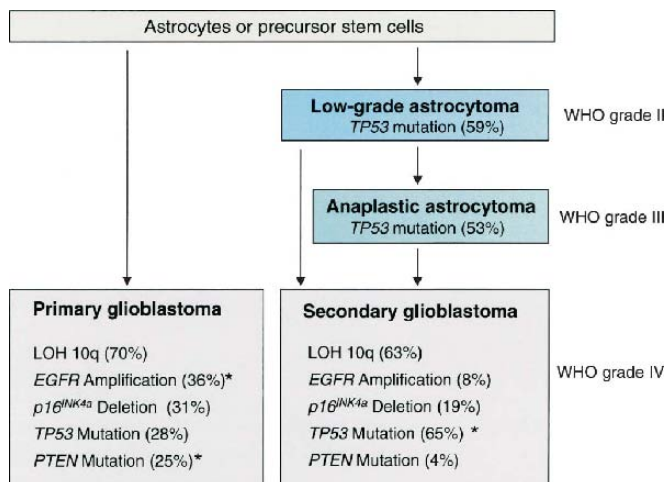 Astrocytes or precursor stem cells
Low-grade astrocytoma
TP53 mutation (59%)
WHO grade II
Anaplastic astrocytoma
TP53 mutation (53%)
WHO grade III
Primary glioblastoma
LOH 10q (70%)
EGFR Amplification (36%)*
p16INK4a Deletion (31%)
TP53 Mutation (28%)
PTEN Mutation (25%)*
Secondary glioblastoma
LOH 10q (63%)
EGFR Amplification (8%)
p16INK4a Deletion (19%)
TP53 Mutation (65%) *
PTEN Mutation (4%)
WHO grade IV